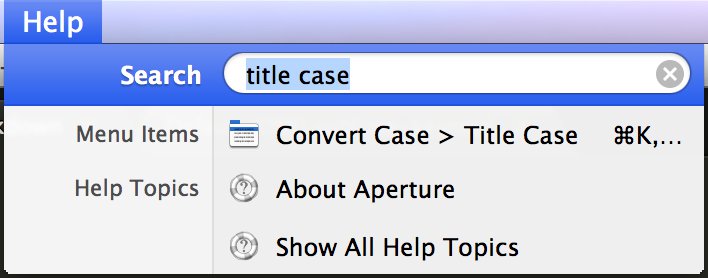 Help
Search title case
Menu Items Convert Case > Title Case ⌘K,...
Help Topics About Aperture
Show All Help Topics